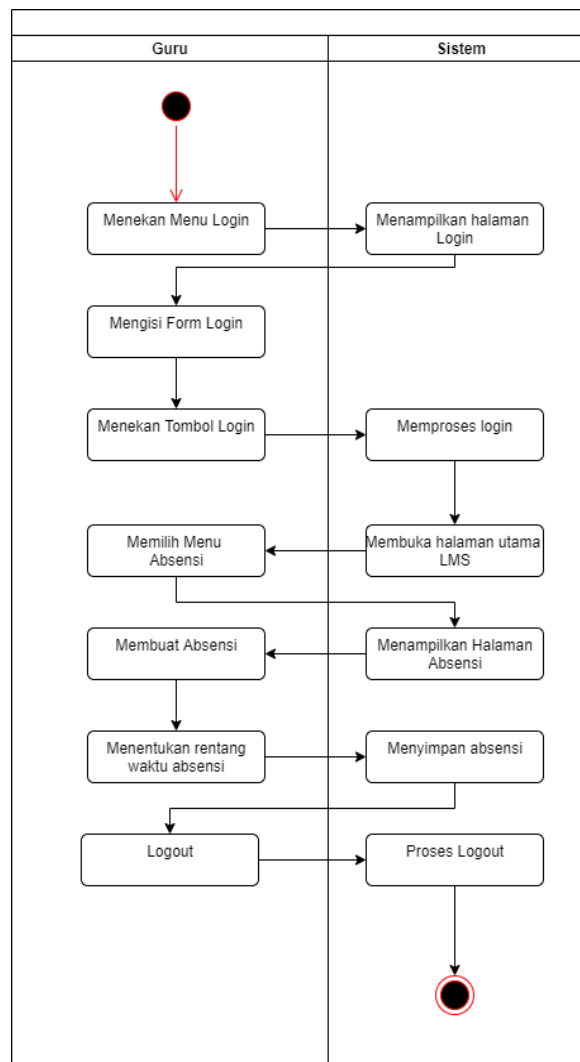 Guru
Sistem
Menekan Menu Login
Menampilkan halaman
Login
Mengisi Form Login
Menekan Tombol Login
Memproses login
Memilih Menu
Absensi
Membuka halaman utama
LMS
Membuat Absensi
Menampilkan Halaman
Absensi
Menentukan rentang
waktu absensi
Menyimpan absensi
Logout
Proses Logout